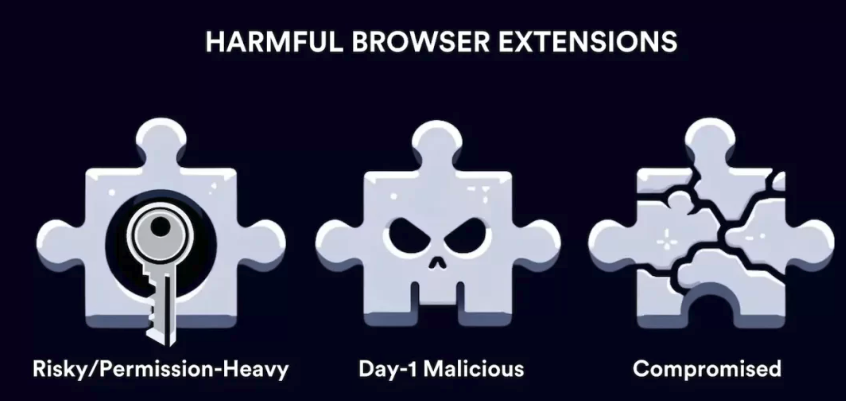 HARMFUL BROWSER EXTENSIONS
Risky/Permission-Heavy
Day-1 Malicious
Compromised